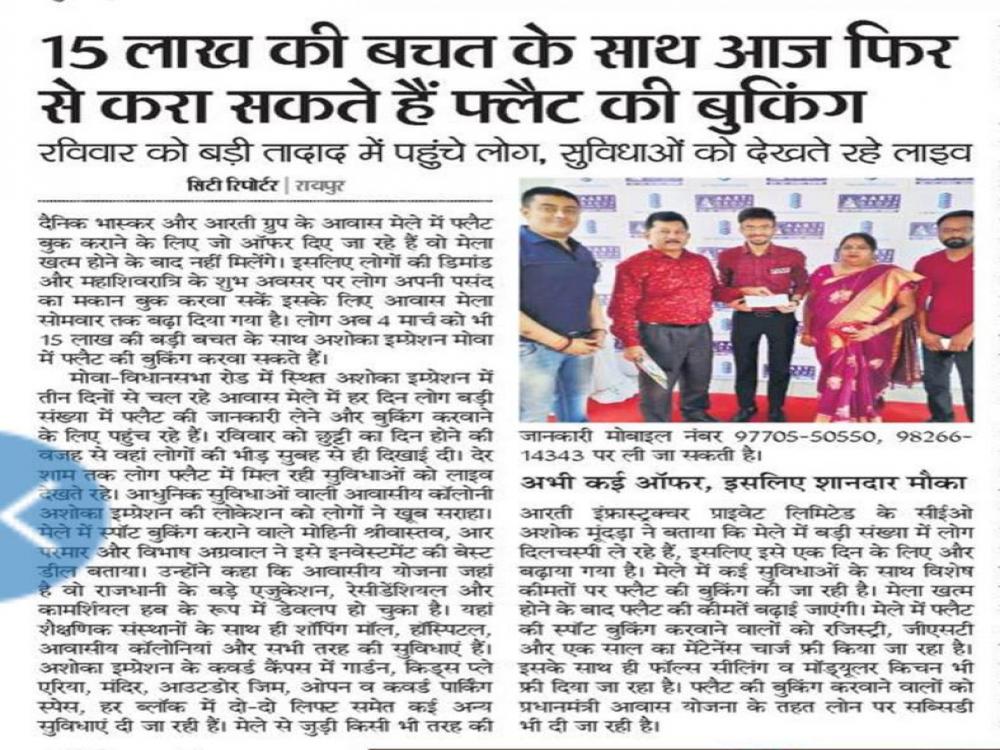 15 लाख की बचत के साथ आज फिर
से करा सकते हैं फ्लैट की बुकिंग
रविवार को बड़ी तादाद में पहुंचे लोग, सुविधाओं को देखते रहे लाइव
सिटी रिपोर्टर | रायपुर
दैनिक भास्कर और आरती ग्रुप के आवास मेले में फ्लैट
बुक कराने के लिए जो ऑफर दिए जा रहे हैं वो मेला
खत्म होने के बाद नहीं मिलेंगे। इसलिए लोगों की डिमांड
और महाशिवरात्रि के शुभ अवसर पर लोग अपनी पसंद
का मकान बुक करवा सकें इसके लिए आवास मेला
सोमवार तक बढ़ा दिया गया है। लोग अब 4 मार्च को भी
15 लाख की बड़ी बचत के साथ अशोका इम्प्रेशन मोवा
में फ्लैट की बुकिंग करवा सकते हैं।
मोवा-विधानसभा रोड में स्थित अशोका इम्प्रेशन में
तीन दिनों से चल रहे आवास मेले में हर दिन लोग बड़ी
संख्या में फ्लैट की जानकारी लेने और बुकिंग करवाने
के लिए पहुंच रहे हैं। रविवार को छुट्टी का दिन होने की
वजह से वहां लोगों की भीड़ सुबह से ही दिखाई दी। देर
शाम तक लोग फ्लैट में मिल रही सुविधाओं को लाइव
देखते रहे। आधुनिक सुविधाओं वाली आवासीय कॉलोनी
अशोका इम्प्रेशन की लोकेशन को लोगों ने खूब सराहा।
मेले में स्पॉट बुकिंग कराने वाले मोहिनी श्रीवास्तव, आर
परमार और विभाष अग्रवाल ने इसे इनवेस्टमेंट की बेस्ट
डील बताया। उन्होंने कहा कि आवासीय योजना जहां
है वो राजधानी के बड़े एजुकेशन, रेसीडेंशियल और
कामर्शियल हब के रूप में डेवलप हो चुका है। यहां
शैक्षणिक संस्थानों के साथ ही शॉपिंग मॉल, हॉस्पिटल,
आवासीय कॉलोनियां और सभी तरह की सुविधाएं हैं।
अशोका इम्प्रेशन के कवर्ड कैंपस में गार्डन, किड्स प्ले
एरिया, मंदिर, आउटडोर जिम, ओपन व कवर्ड पार्किंग
स्पेस, हर ब्लॉक में दो-दो लिफ्ट समेत कई अन्य
सुविधाएं दी जा रही हैं। मेले से जुड़ी किसी भी तरह की
जानकारी मोबाइल नंबर 97705-50550, 98266-
14343 पर ली जा सकती है।
अभी कई ऑफर, इसलिए शानदार मौका
आरती इंफ्रास्ट्रक्चर प्राइवेट लिमिटेड के सीईओ
अशोक मूंदड़ा ने बताया कि मेले में बड़ी संख्या में लोग
दिलचस्पी ले रहे हैं, इसलिए इसे एक दिन के लिए और
बढ़ाया गया है। मेले में कई सुविधाओं के साथ विशेष
कीमतों पर फ्लैट की बुकिंग की जा रही है। मेला खत्म
होने के बाद फ्लैट की कीमतें बढ़ाई जाएंगी। मेले में फ्लैट
की स्पॉट बुकिंग करवाने वालों को रजिस्ट्री, जीएसटी
और एक साल का मेंटेनेंस चार्ज फ्री किया जा रहा है।
इसके साथ ही फॉल्स सीलिंग व मॉड्यूलर किचन भी
फ्री दिया जा रहा है। फ्लैट की बुकिंग करवाने वालों को
प्रधानमंत्री आवास योजना के तहत लोन पर सब्सिडी
भी दी जा रही है।